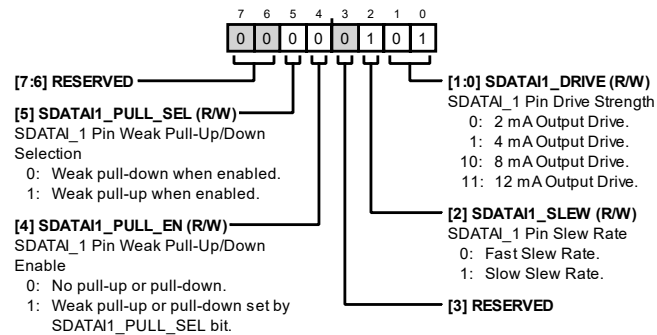 7 6 5 4 3 2 1 0
0 0 0 0 0 1 0 1
[7:6] RESERVED
[5] SDATAI1_PULL_SEL (R/W)
SDATAI_1 Pin Weak Pull-Up/Down
Selection
0: Weak pull-down when enabled.
1: Weak pull-up when enabled.
[4] SDATAI1_PULL_EN (R/W)
SDATAI_1 Pin Weak Pull-Up/Down
Enable
0: No pull-up or pull-down.
1: Weak pull-up or pull-down set by
SDATAI1_PULL_SEL bit.
[1:0] SDATAI1_DRIVE (R/W)
SDATAI_1 Pin Drive Strength
0: 2 mA Output Drive.
1: 4 mA Output Drive.
10: 8 mA Output Drive.
11: 12 mA Output Drive.
[2] SDATAI1_SLEW (R/W)
SDATAI_1 Pin Slew Rate
0: Fast Slew Rate.
1: Slow Slew Rate.
[3] RESERVED